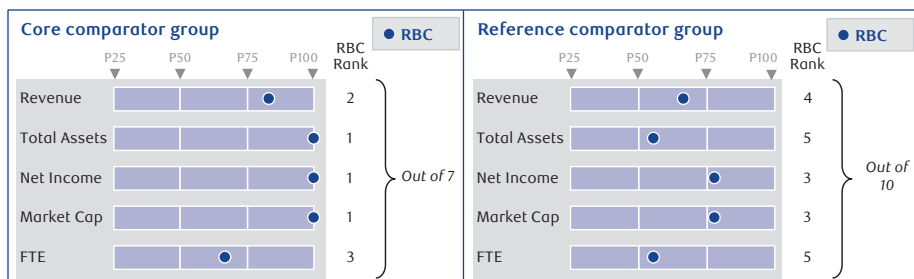 Core comparator group
RBC
P25 P50 P75 P100
RBC
Rank
Revenue 2
Total Assets 1
Net Income 1
Market Cap 1
FTE 3
Out of 7
Reference comparator group
RBC
P25 P50 P75 P100
RBC
Rank
Revenue 4
Total Assets 5
Net Income 3
Market Cap 3
FTE 5
Out of
10